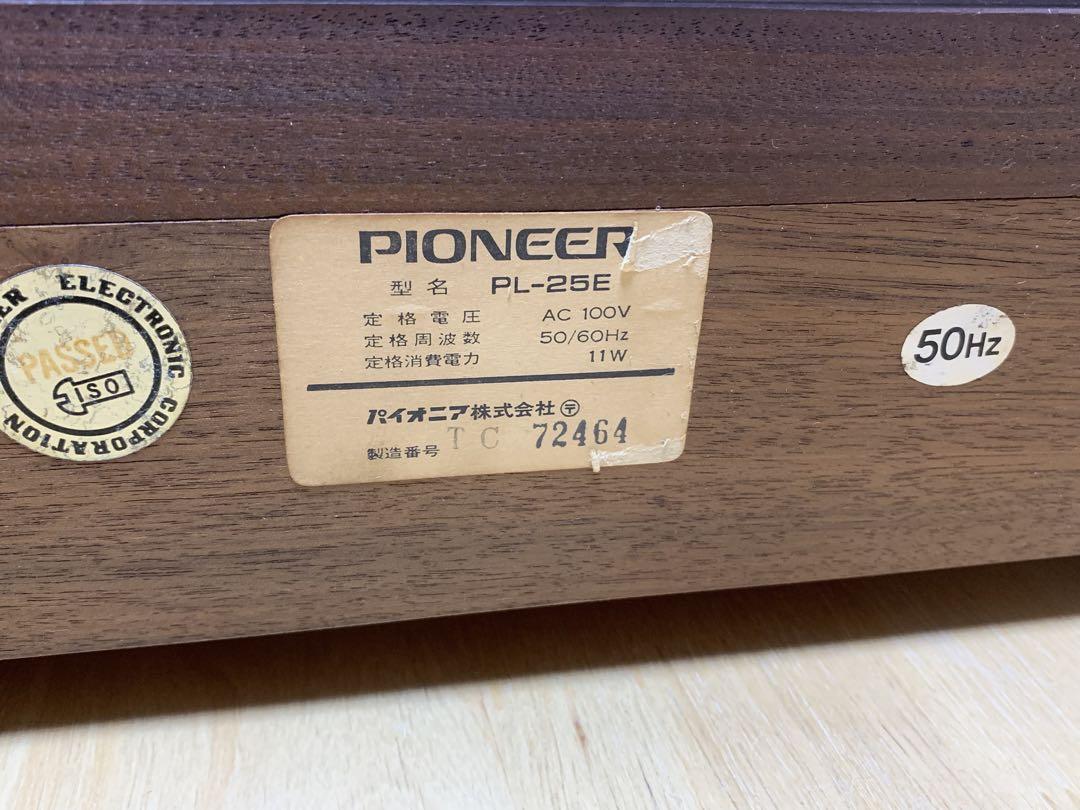 PIONEER
型名 PL-25E
定格電圧 AC 100V
定格周波数 50/60Hz
定格消費電力 11W
パイオニア株式会社 〶
製造番号 TC 72464
ELECTRONIC CORPORATION
PASSED
ISO
50Hz